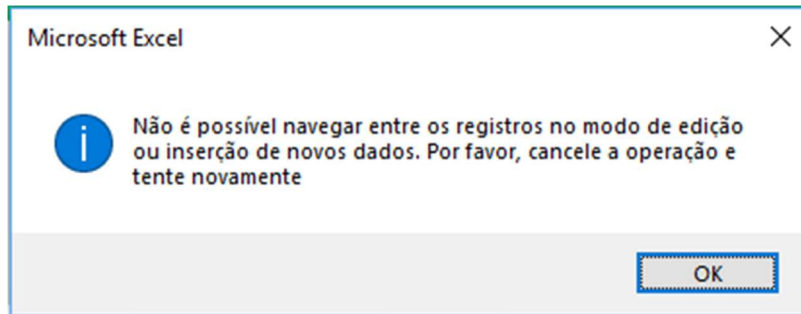 Microsoft Excel
Não é possível navegar entre os registros no modo de edição
ou inserção de novos dados. Por favor, cancele a operação e
tente novamente
OK